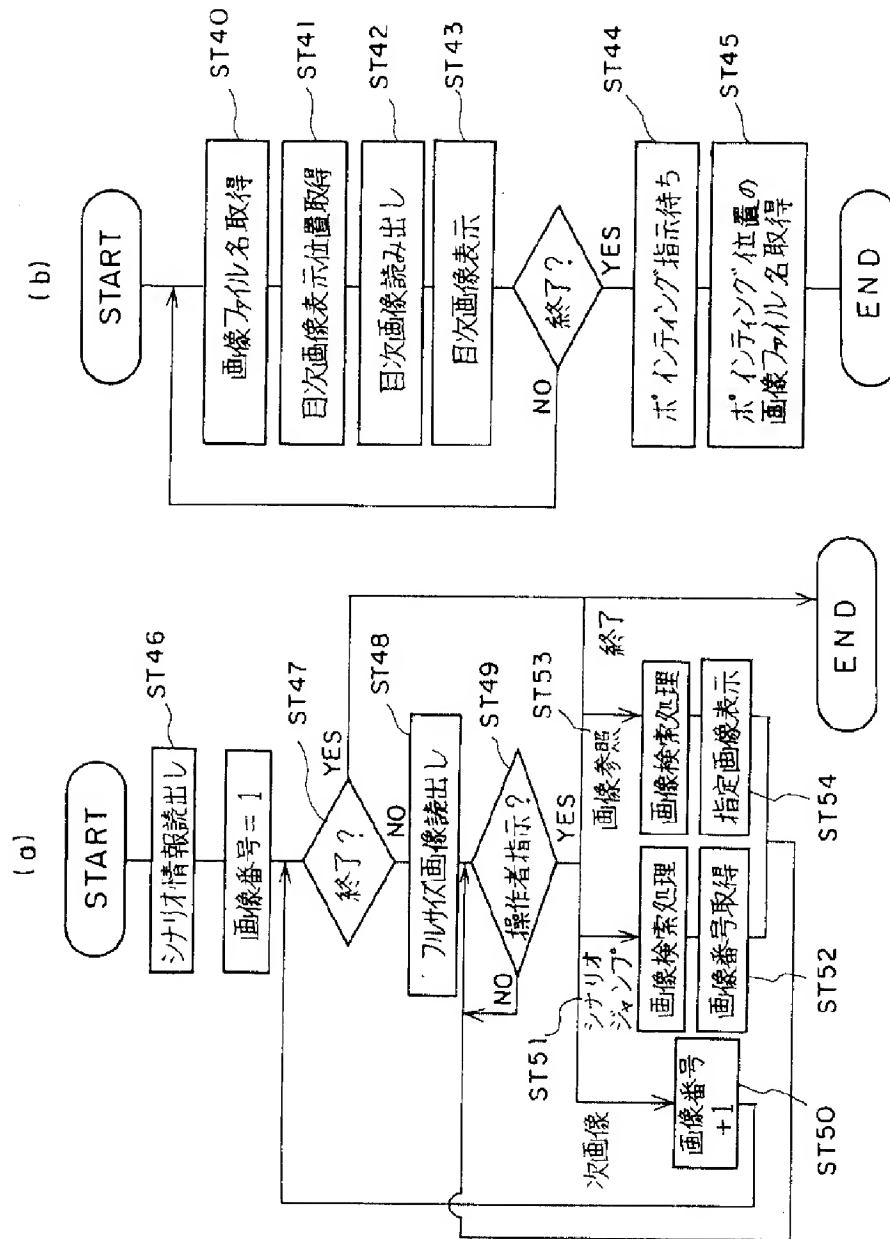 (a)
START
シナリオ情報読出し
ST46
画像番号=1
終了?
ST47
YES
NO
フルサイズ画像読出し
ST48
操作者指示?
ST49
NO
YES
次画像
ST51
シナリオ
ジャンプ
画像参照
ST53
終了
画像番号
+1
ST50
画像検索処理
画像番号取得
ST52
画像検索処理
指定画像表示
ST54
END
(b)
START
画像ファイル名取得
ST40
目次画像表示位置取得
ST41
目次画像読み出し
ST42
目次画像表示
ST43
終了?
NO
YES
ポインティング指示待ち
ST44
ポインティング位置の
画像ファイル名取得
ST45
END